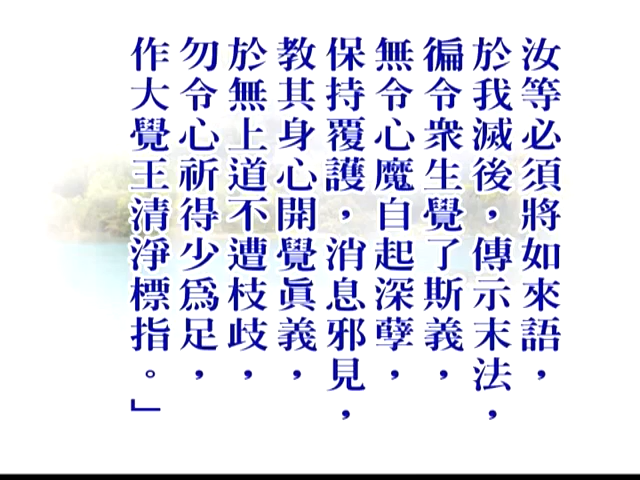 汝等必須將如來語，
於我滅後，傳示末法，
徧令衆生覺了斯義，
無令心魔自起深孽，
保持覆護，消息邪見，
教其身心開覺眞義，
於無上道不遭枝歧，
勿令心祈得少爲足，
作大覺王清淨標指。」